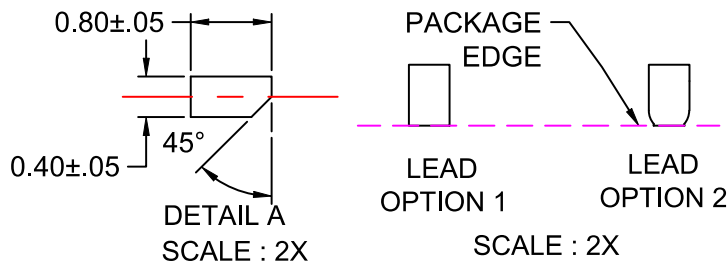 0.80±.05
0.40±.05
45°
DETAIL A
SCALE : 2X
PACKAGE
EDGE
LEAD
OPTION 1
LEAD
OPTION 2
SCALE : 2X